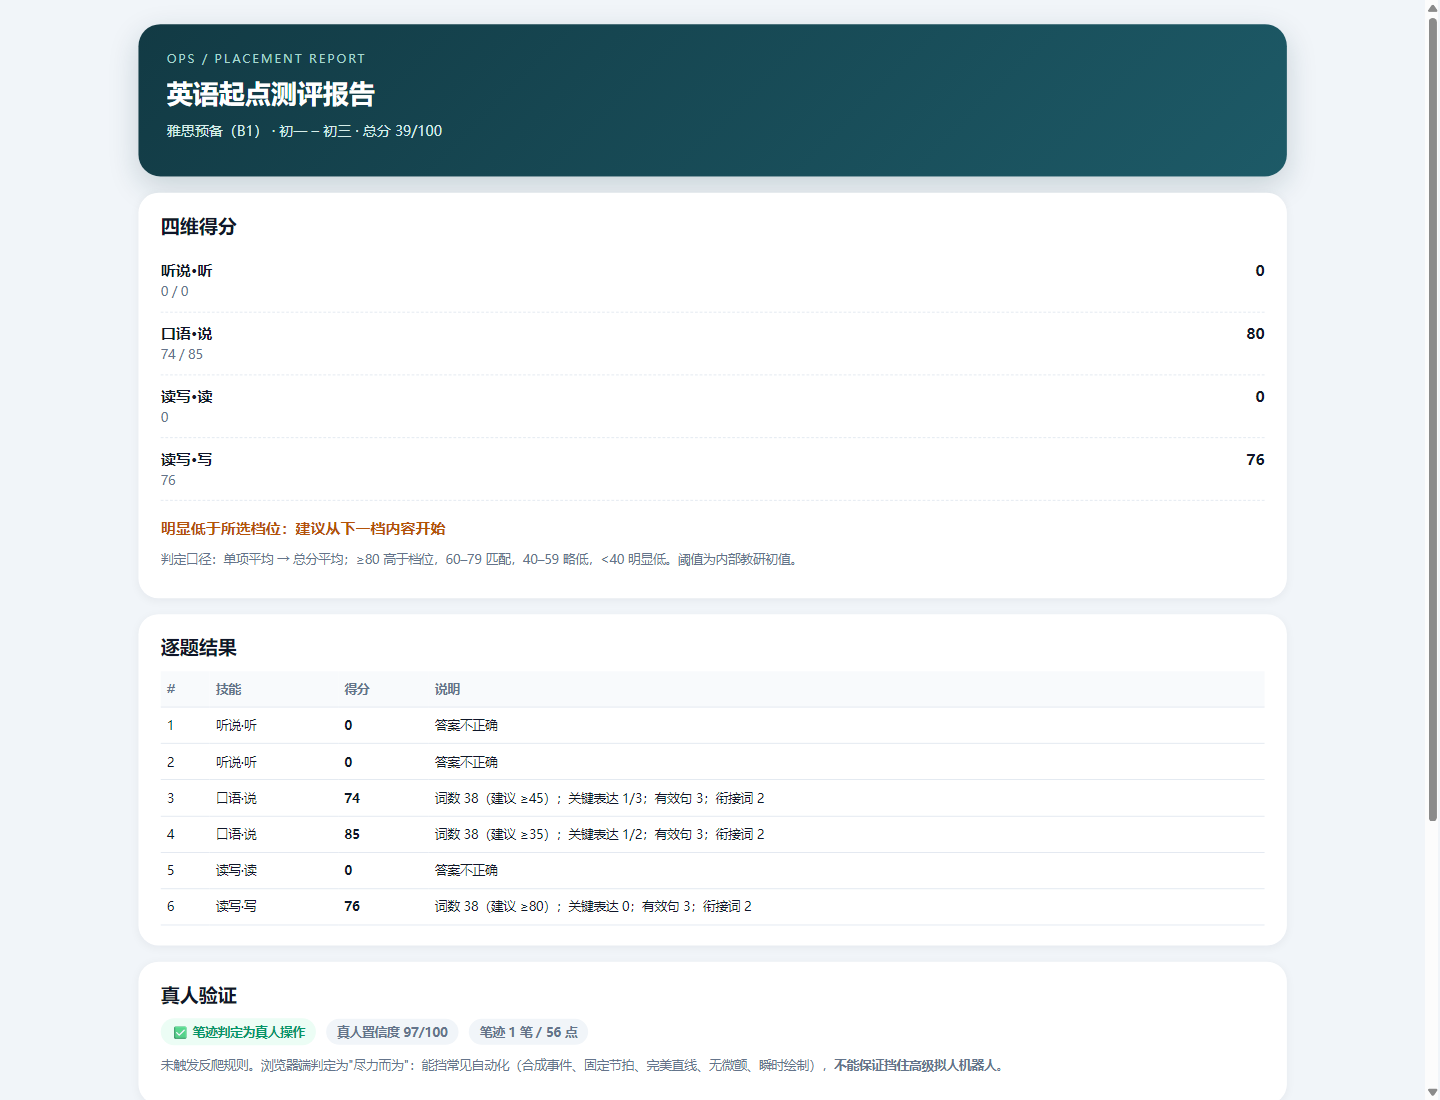 OPS / PLACEMENT REPORT
英语起点测评报告
雅思预备（B1） · 初一 – 初三 · 总分 39/100
四维得分
听说•听 0
0 / 0
口语•说 80
74 / 85
读写•读 0
0
读写•写 76
76
明显低于所选档位：建议从下一档内容开始
判定口径：单项平均 → 总分平均；≥80 高于档位，60–79 匹配，40–59 略低，<40 明显低。阈值为内部教研初值。
逐题结果
# 技能 得分 说明
1 听说·听 0 答案不正确
2 听说·听 0 答案不正确
3 口语·说 74 词数 38（建议 ≥45）；关键表达 1/3；有效句 3；衔接词 2
4 口语·说 85 词数 38（建议 ≥35）；关键表达 1/2；有效句 3；衔接词 2
5 读写·读 0 答案不正确
6 读写·写 76 词数 38（建议 ≥80）；关键表达 0；有效句 3；衔接词 2
真人验证
✅ 笔迹判定为真人操作 真人置信度 97/100 笔迹 1 笔 / 56 点
未触发反爬规则。浏览器端判定为"尽力而为"：能挡常见自动化（合成事件、固定节拍、完美直线、无微颤、瞬时绘制），不能保证挡住高级拟人机器人。